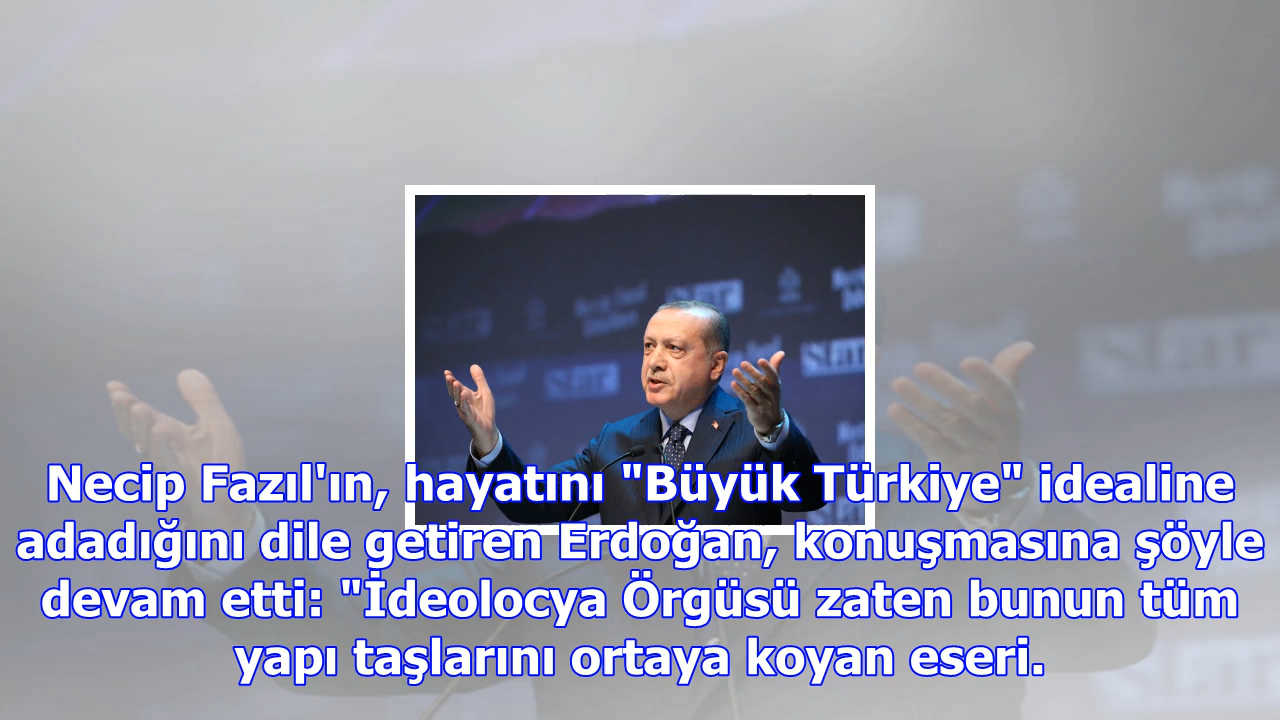 Necip Fazıl'ın, hayatını "Büyük Türkiye" idealine
adadığını dile getiren Erdoğan, konuşmasına şöyle
devam etti: "İdeolocya Örgüsü zaten bunun tüm
yapı taşlarını ortaya koyan eseri.